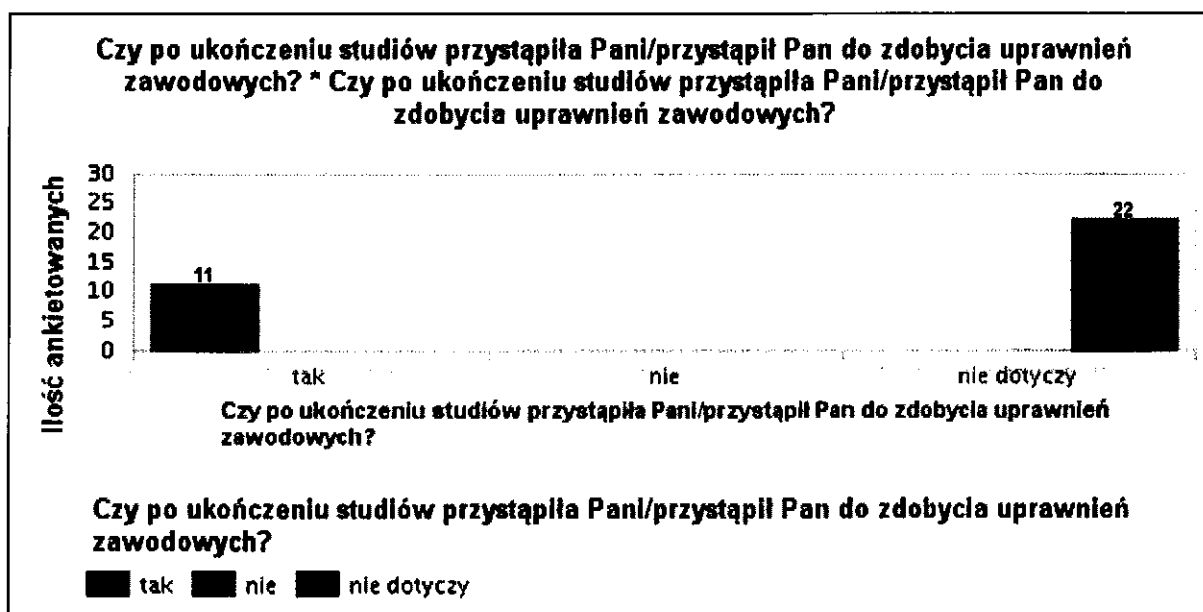 Czy po ukończeniu studiów przystąpiła Pani/przystąpił Pan do zdobycia uprawnień
zawodowych? * Czy po ukończeniu studiów przystąpiła Pani/przystąpił Pan do
zdobycia uprawnień zawodowych?
Ilość ankietowanych
30
25
20
15
10
5
0
11
22
tak nie nie dotyczy
Czy po ukończeniu studiów przystąpiła Pani/przystąpił Pan do zdobycia uprawnień
zawodowych?
Czy po ukończeniu studiów przystąpiła Pani/przystąpił Pan do zdobycia uprawnień
zawodowych?
tak nie nie dotyczy